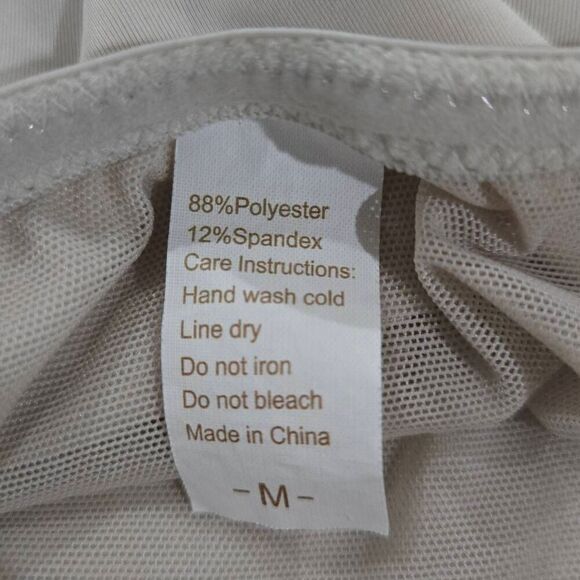 88%Polyester
12%Spandex
Care Instructions:
Hand wash cold
Line dry
Do not iron
Do not bleach
Made in China
-M-